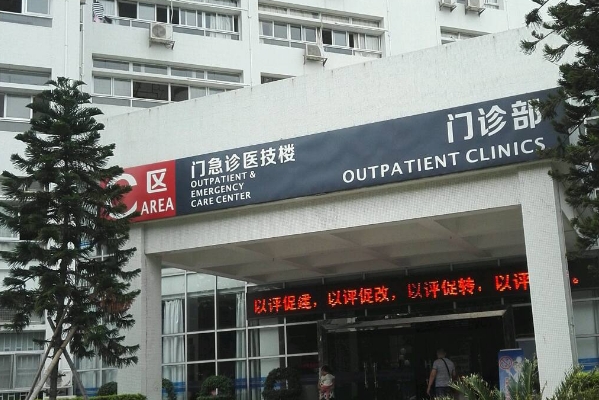 C区
AREA
门急诊医技楼
OUTPATIENT &
EMERGENCY
CARE CENTER
门诊部
OUTPATIENT CLINICS
以评促建，以评促改，以评促转，以评